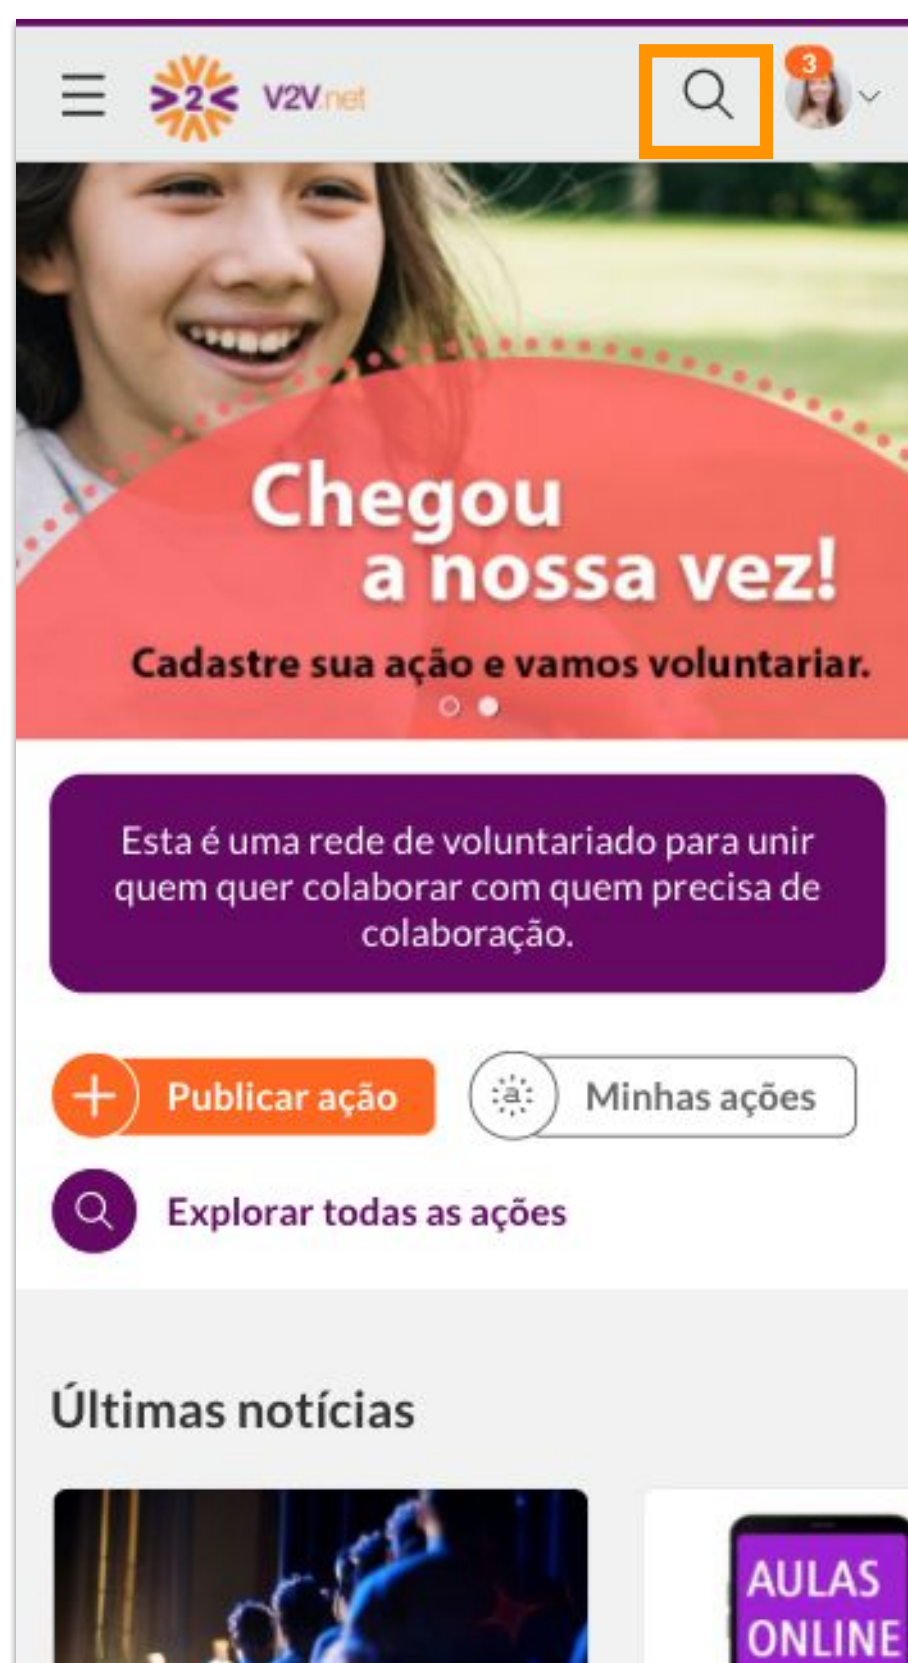 >2<
V2V.net
3
Chegou
a nossa vez!
Cadastre sua ação e vamos voluntariar.
Esta é uma rede de voluntariado para unir
quem quer colaborar com quem precisa de
colaboração.
Publicar ação
a
Minhas ações
Explorar todas as ações
Últimas notícias
AULAS
ONLINE